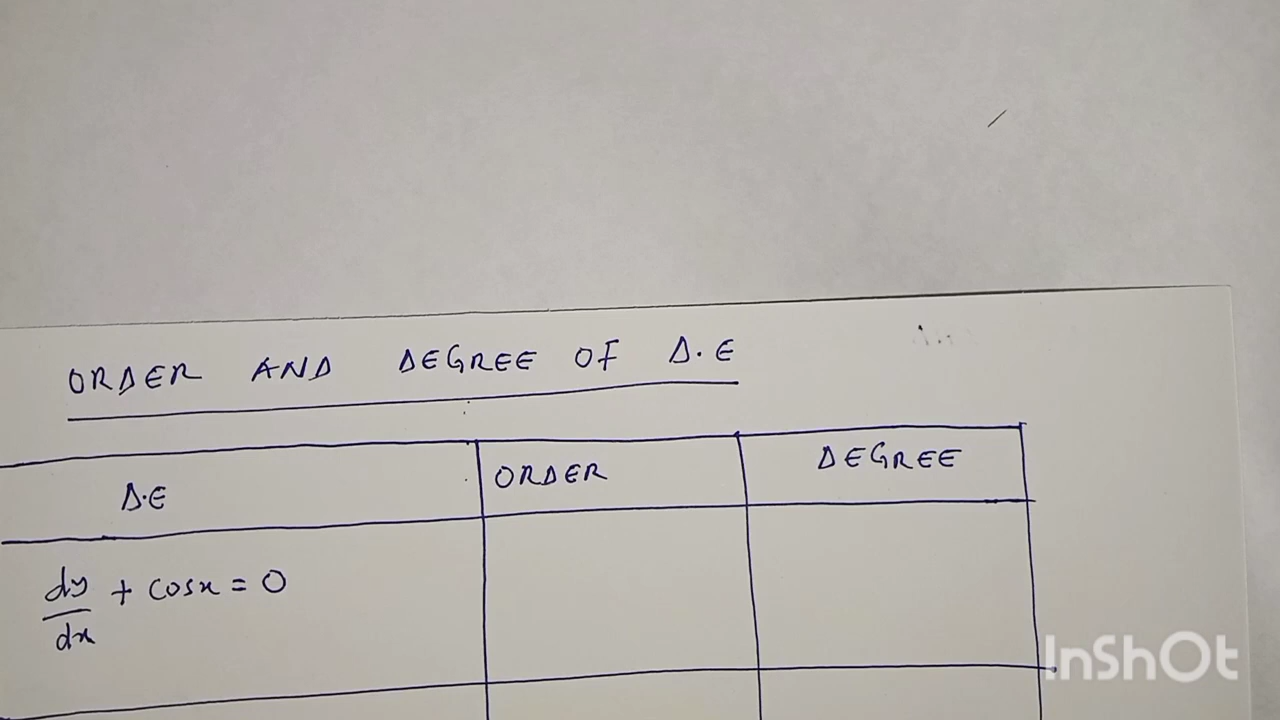 ORDER AND DEGREE OF D.E
D.E ORDER DEGREE
dy/dx + cosx = 0
InShOt